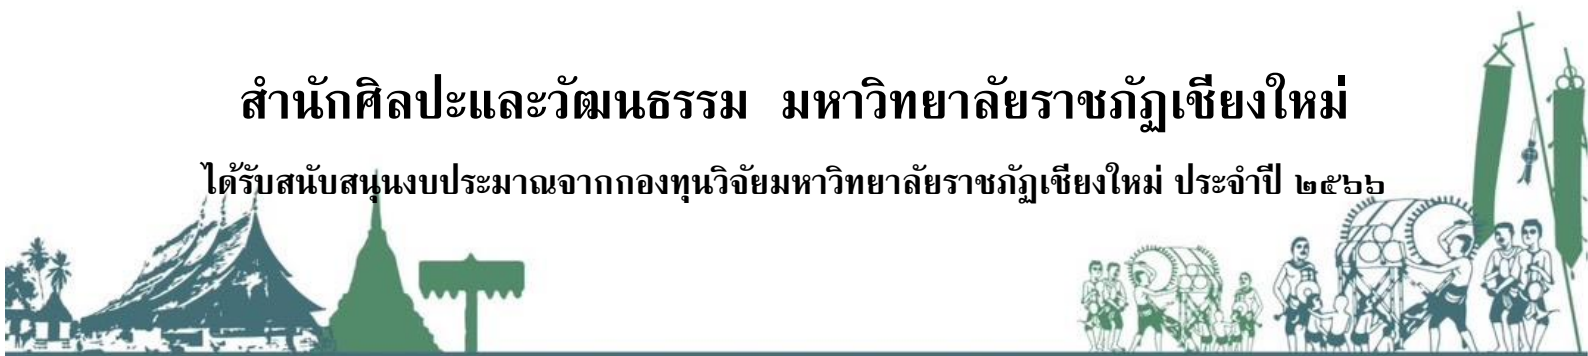 สำนักศิลปะและวัฒนธรรม มหาวิทยาลัยราชภัฏเชียงใหม่
ได้รับสนับสนุนงบประมาณจากกองทุนวิจัยมหาวิทยาลัยราชภัฏเชียงใหม่ ประจำปี ๒๕๖๖